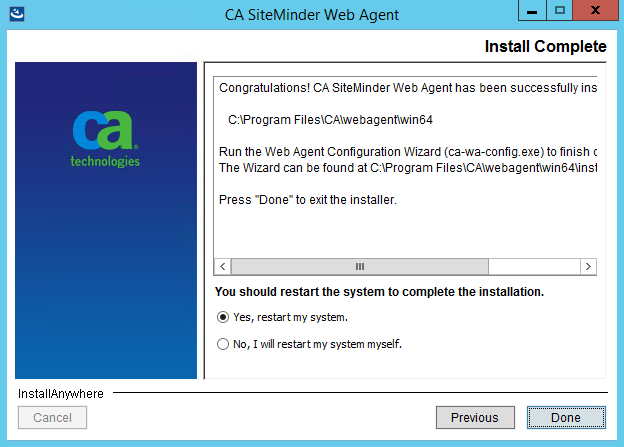 CA SiteMinder Web Agent
Install Complete
ca
technologies
Congratulations! CA SiteMinder Web Agent has been successfully ins
C:\Program Files\CA\webagent\win64
Run the Web Agent Configuration Wizard (ca-wa-config.exe) to finish c
The Wizard can be found at C:\Program Files\CA\webagent\win64\inst
Press "Done" to exit the installer.
You should restart the system to complete the installation.
Yes, restart my system.
No, I will restart my system myself.
InstallAnywhere
Cancel
Previous
Done